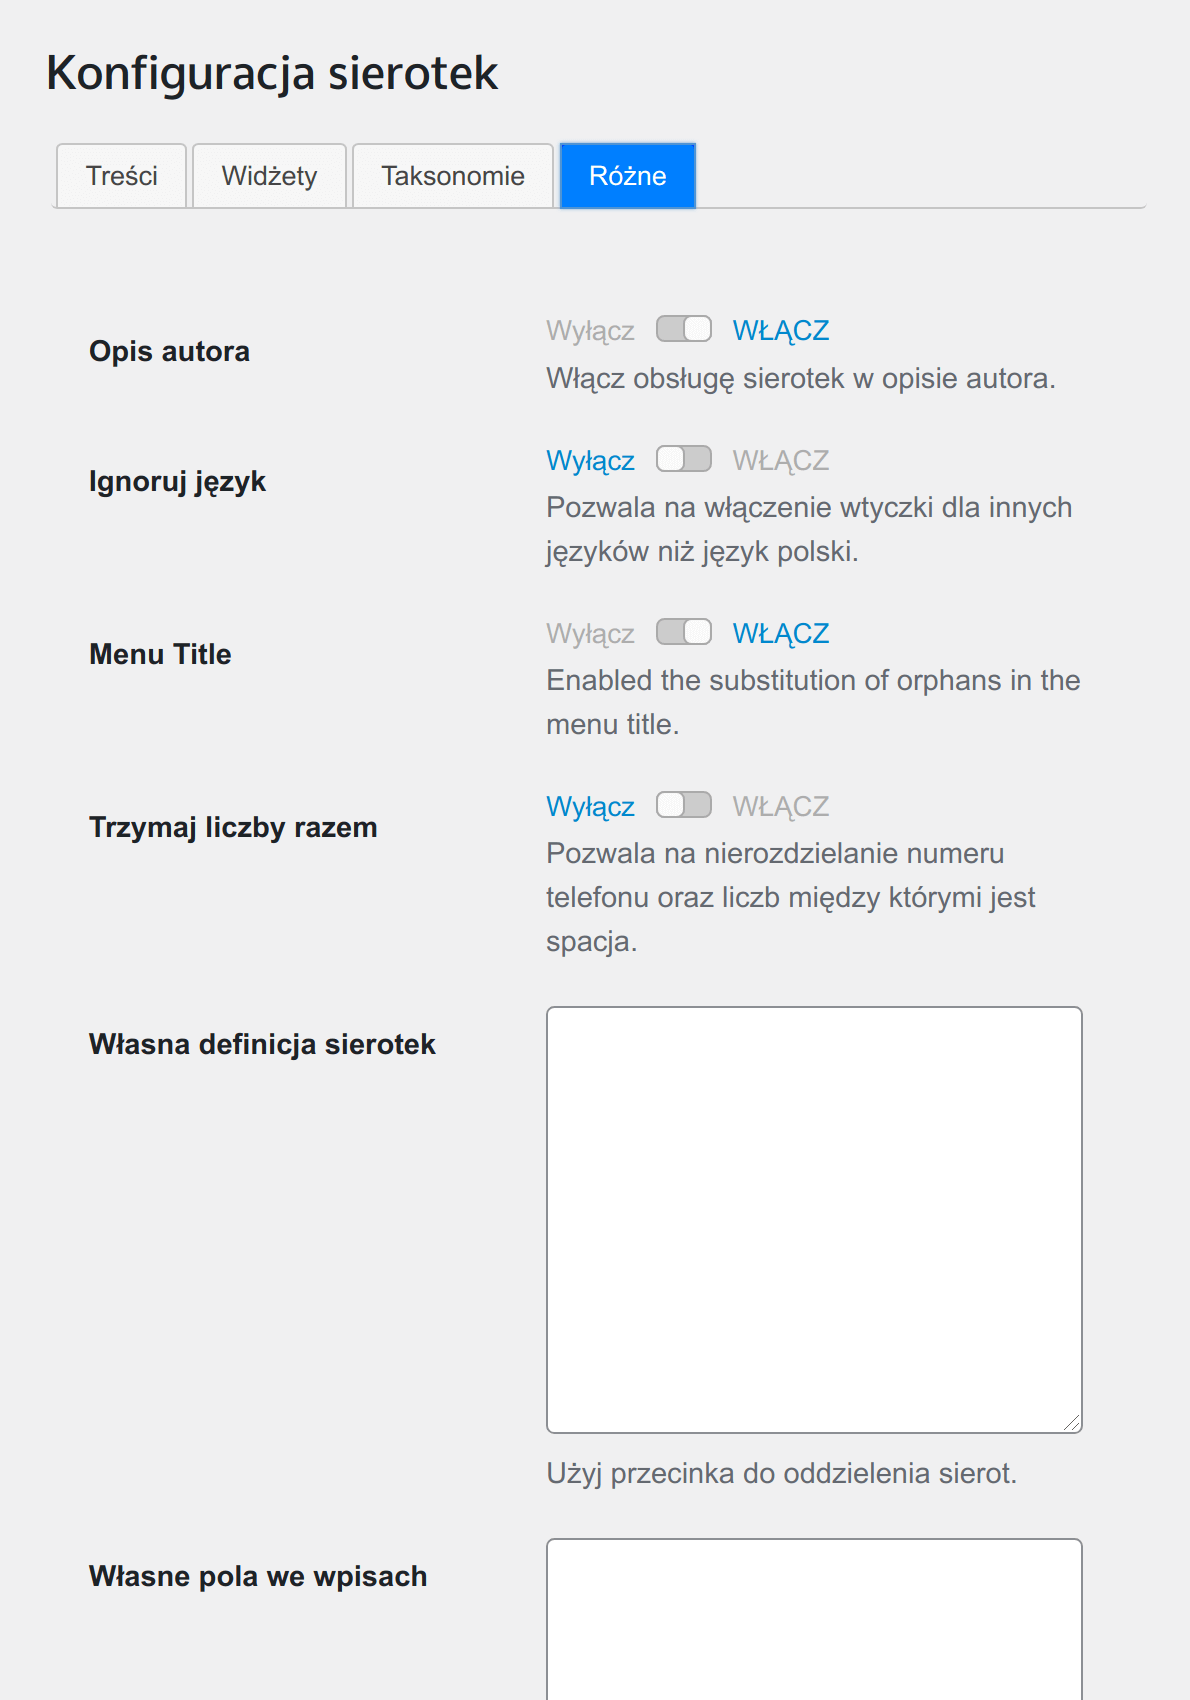 Konfiguracja sierotek
Treści Widżety Taksonomie Różne
Opis autora
Wyłącz WŁĄCZ
Włącz obsługę sierotek w opisie autora.
Ignoruj język
Wyłącz WŁĄCZ
Pozwala na włączenie wtyczki dla innych
języków niż język polski.
Menu Title
Wyłącz WŁĄCZ
Enabled the substitution of orphans in the
menu title.
Trzymaj liczby razem
Wyłącz WŁĄCZ
Pozwala na nierozdzielanie numeru
telefonu oraz liczb między którymi jest
spacja.
Własna definicja sierotek
Użyj przecinka do oddzielenia sierot.
Własne pola we wpisach